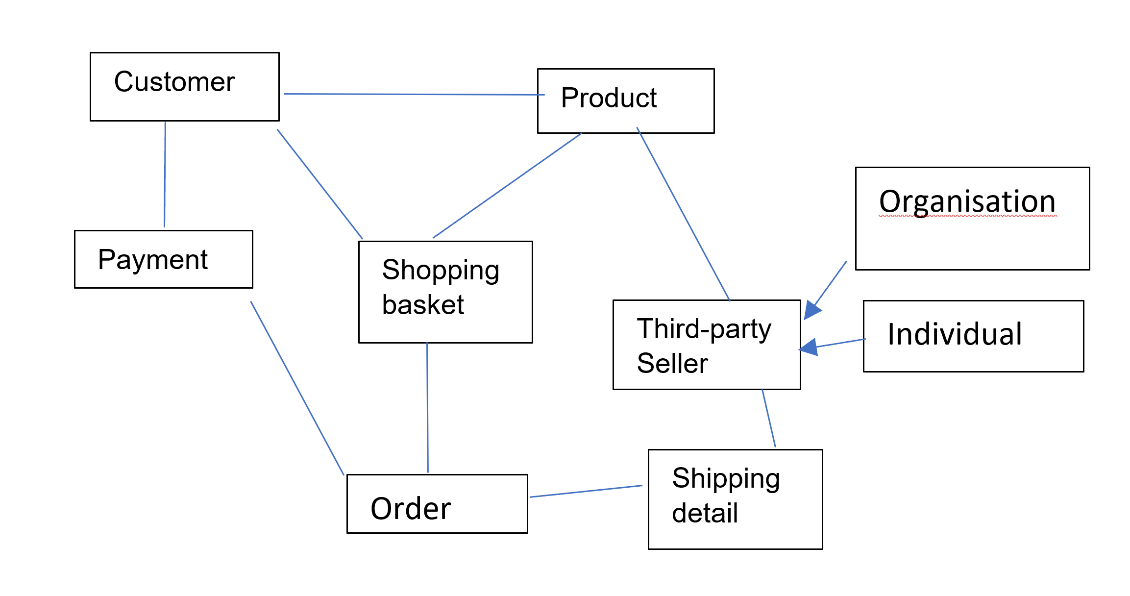 Customer
Product
Organisation
Payment
Shopping
basket
Third-party
Seller
Individual
Order
Shipping
detail